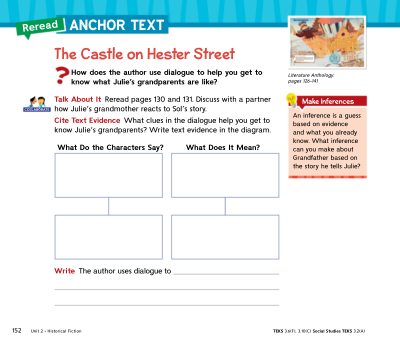 Reread ANCHOR TEXT
The Castle on Hester Street
? How does the author use dialogue to help you get to
know what Julie's grandparents are like?
Literature Anthology:
pages 126–141
Talk About It Reread pages 130 and 131. Discuss with a partner
how Julie's grandmother reacts to Sol's story.
COLLABORATE
Cite Text Evidence What clues in the dialogue help you get to
know Julie's grandparents? Write text evidence in the diagram.
Make Inferences
An inference is a guess
based on evidence
and what you already
know. What inference
can you make about
Grandfather based on
the story he tells Julie?
What Do the Characters Say? What Does It Mean?
Write The author uses dialogue to
152 Unit 2 • Historical Fiction
Social Studies TEKS 3.2(A)